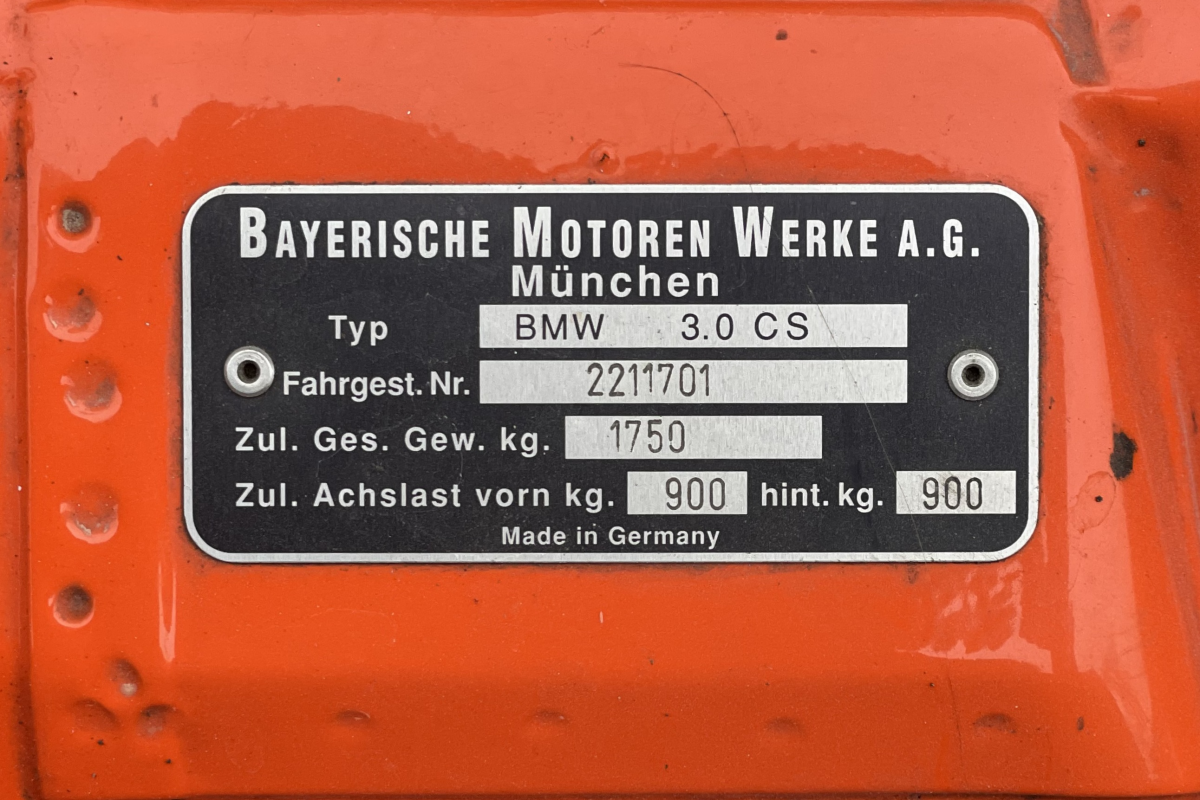 BAYERISCHE MOTOREN WERKE A.G.
München
Typ BMW 3.0 CS
Fahrgest. Nr. 2211701
Zul. Ges. Gew. kg. 1750
Zul. Achslast vorn kg. 900 hint. kg. 900
Made in Germany